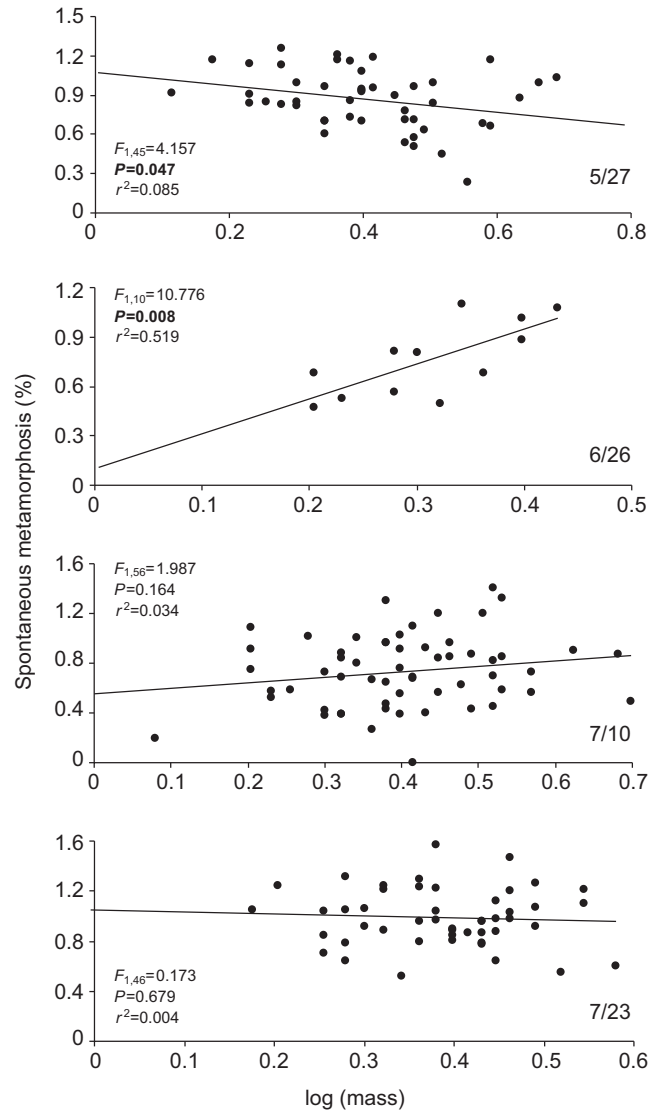 Spontaneous metamorphosis (%)
1.5
1.2
0.9
0.6
0.3
0
F1,45=4.157
P=0.047
r2=0.085
5/27
0 0.2 0.4 0.6 0.8
1.2
0.9
0.6
0.3
0
F1,10=10.776
P=0.008
r2=0.519
6/26
0 0.1 0.2 0.3 0.4 0.5
1.6
1.2
0.8
0.4
0
F1,56=1.987
P=0.164
r2=0.034
7/10
0 0.1 0.2 0.3 0.4 0.5 0.6 0.7
1.6
1.2
0.8
0.4
0
F1,46=0.173
P=0.679
r2=0.004
7/23
0 0.1 0.2 0.3 0.4 0.5 0.6
log (mass)